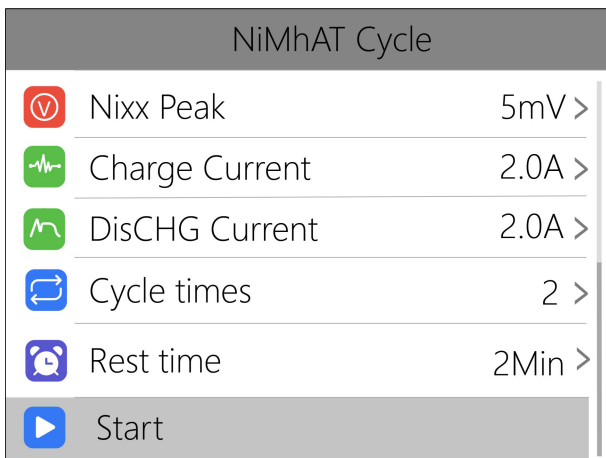 NiMhAT Cycle
V
Nixx Peak 5mV >
Charge Current 2.0A >
DisCHG Current 2.0A >
Cycle times 2 >
Rest time 2Min >
Start